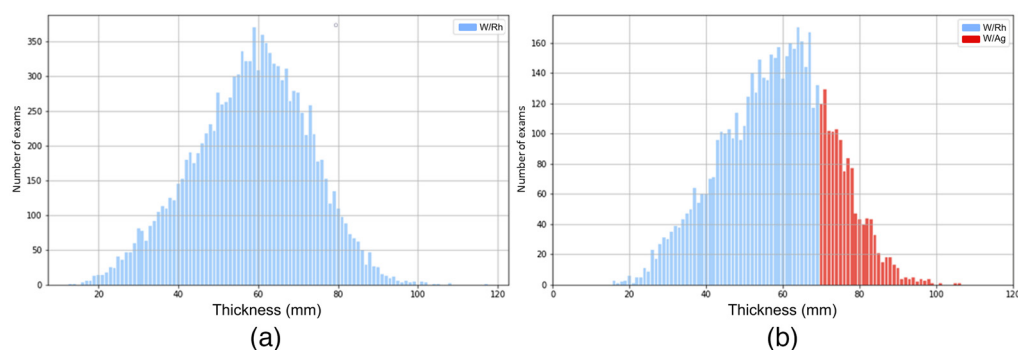 W/Rh
350
300
250
200
150
100
50
0
Number of exams
20 40 60 80 100 120
Thickness (mm)
(a)
W/Rh
W/Ag
160
140
120
100
80
60
40
20
0
Number of exams
0 20 40 60 80 100 120
Thickness (mm)
(b)